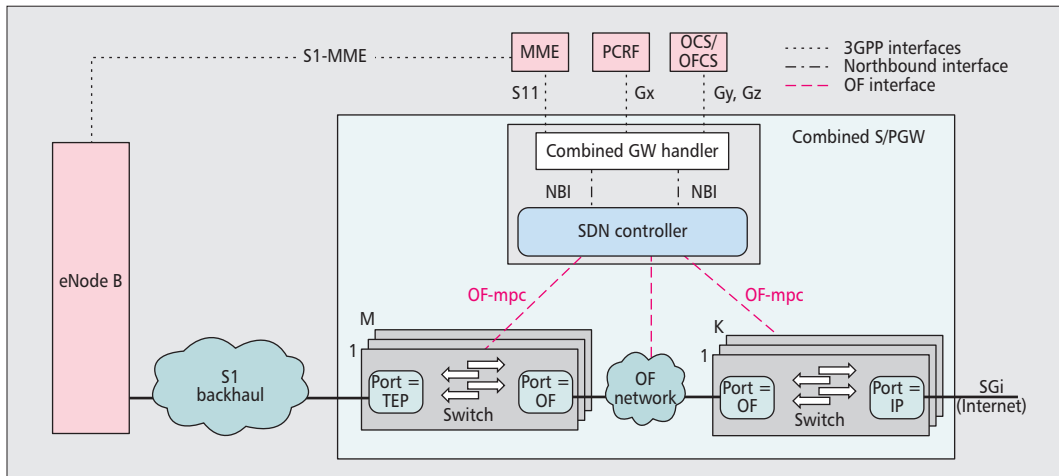 S1-MME
MME
PCRF
OCS/
OFCS
3GPP interfaces
Northbound interface
OF interface
S11
Gx
Gy, Gz
Combined S/PGW
Combined GW handler
NBI
NBI
SDN controller
eNode B
OF-mpc
OF-mpc
M
1
K
1
S1
backhaul
Port =
TEP
Switch
Port =
OF
OF
network
Port =
OF
Switch
Port =
IP
SGi
(Internet)